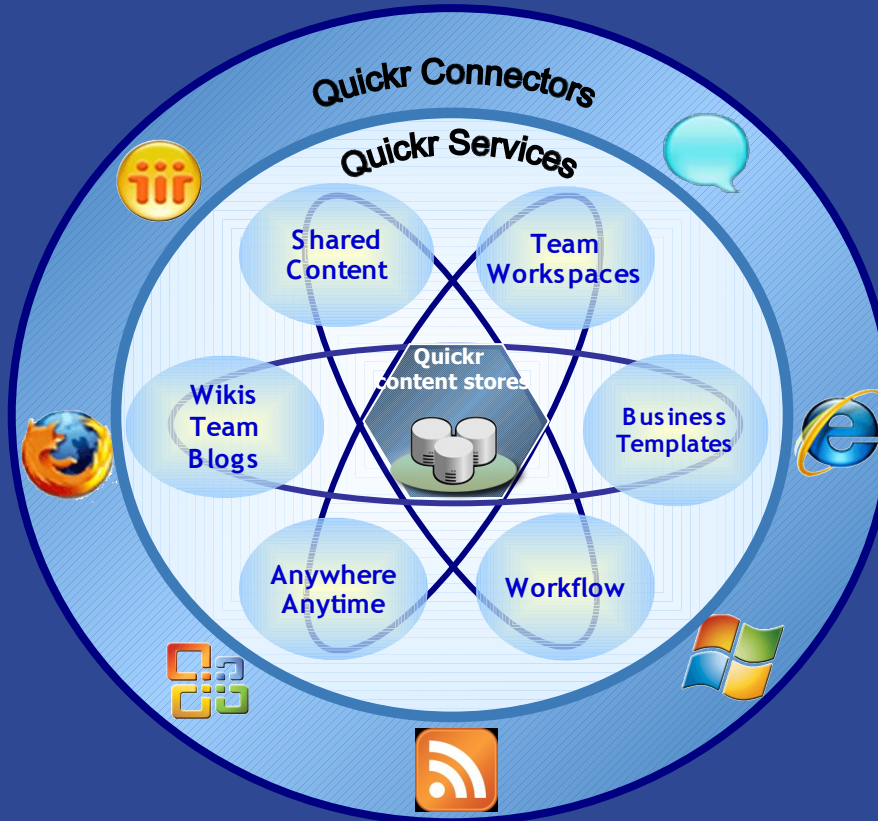 Quickr Connectors
Quickr Services
Shared
Content
Team
Workspaces
Quickr
content stores
Wikis
Team
Blogs
Business
Templates
Anywhere
Anytime
Workflow